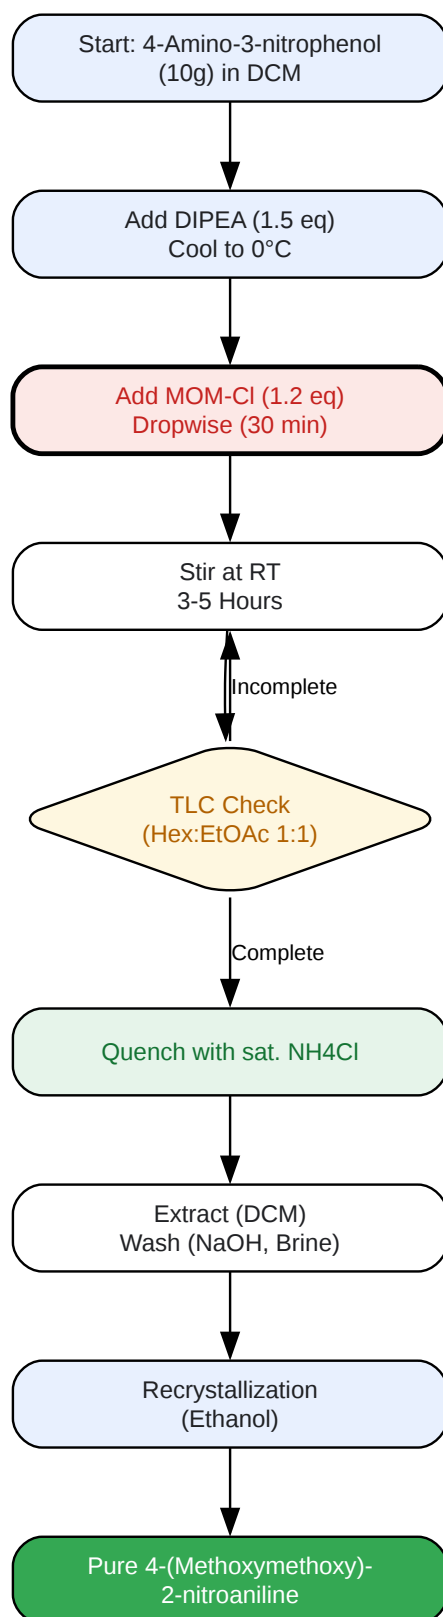 Start: 4-Amino-3-nitrophenol
(10g) in DCM
Add DIPEA (1.5 eq)
Cool to 0°C
Add MOM-Cl (1.2 eq)
Dropwise (30 min)
Stir at RT
3-5 Hours
Incomplete
TLC Check
(Hex:EtOAc 1:1)
Complete
Quench with sat. NH4Cl
Extract (DCM)
Wash (NaOH, Brine)
Recrystallization
(Ethanol)
Pure 4-(Methoxymethoxy)-
2-nitroaniline